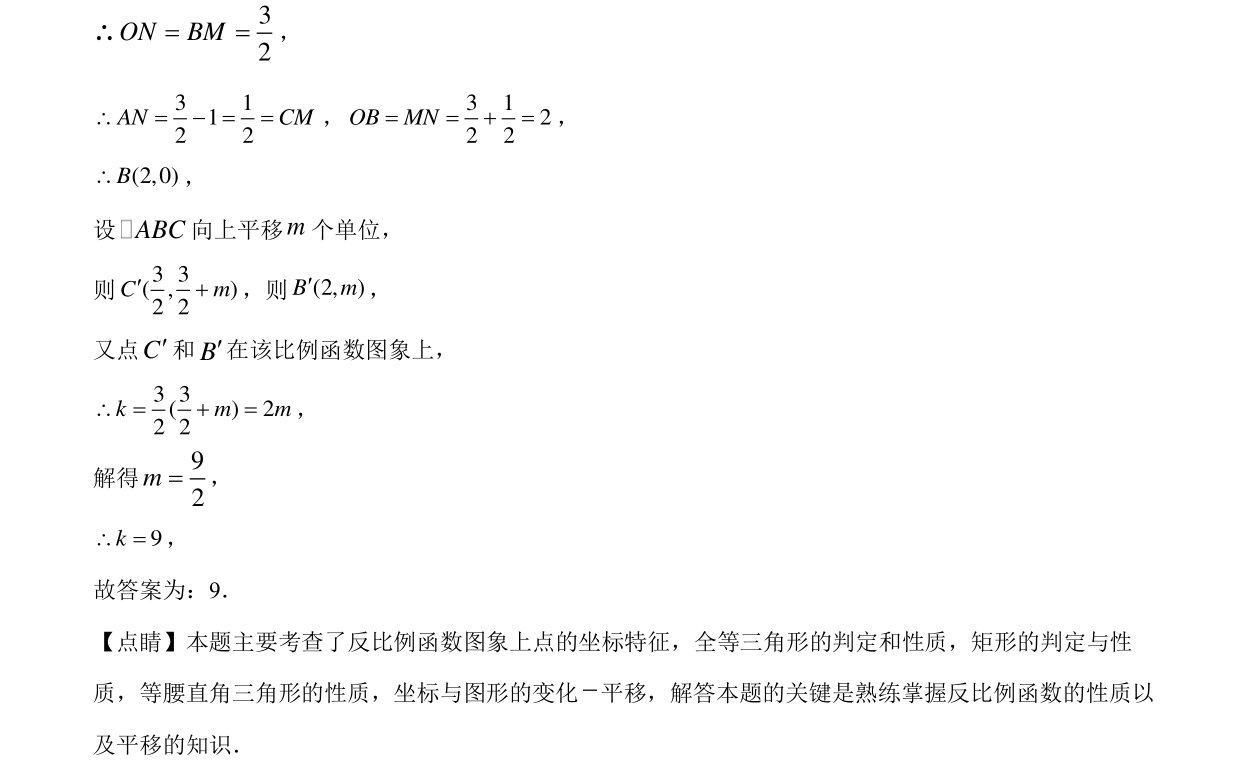 ∴ON = BM = 3/2，
∴AN = 3/2 − 1 = 1/2 = CM，OB = MN = 3/2 + 1/2 = 2，
∴B(2,0)，
设□ABC 向上平移 m 个单位，
则 C′(3/2, 3/2 + m)，则 B′(2,m)，
又点 C′ 和 B′ 在该比例函数图象上，
∴k = 3/2(3/2 + m) = 2m，
解得 m = 9/2，
∴k = 9，
故答案为：9．
【点睛】本题主要考查了反比例函数图象上点的坐标特征，全等三角形的判定和性质，矩形的判定与性
质，等腰直角三角形的性质，坐标与图形的变化－平移，解答本题的关键是熟练掌握反比例函数的性质以
及平移的知识．